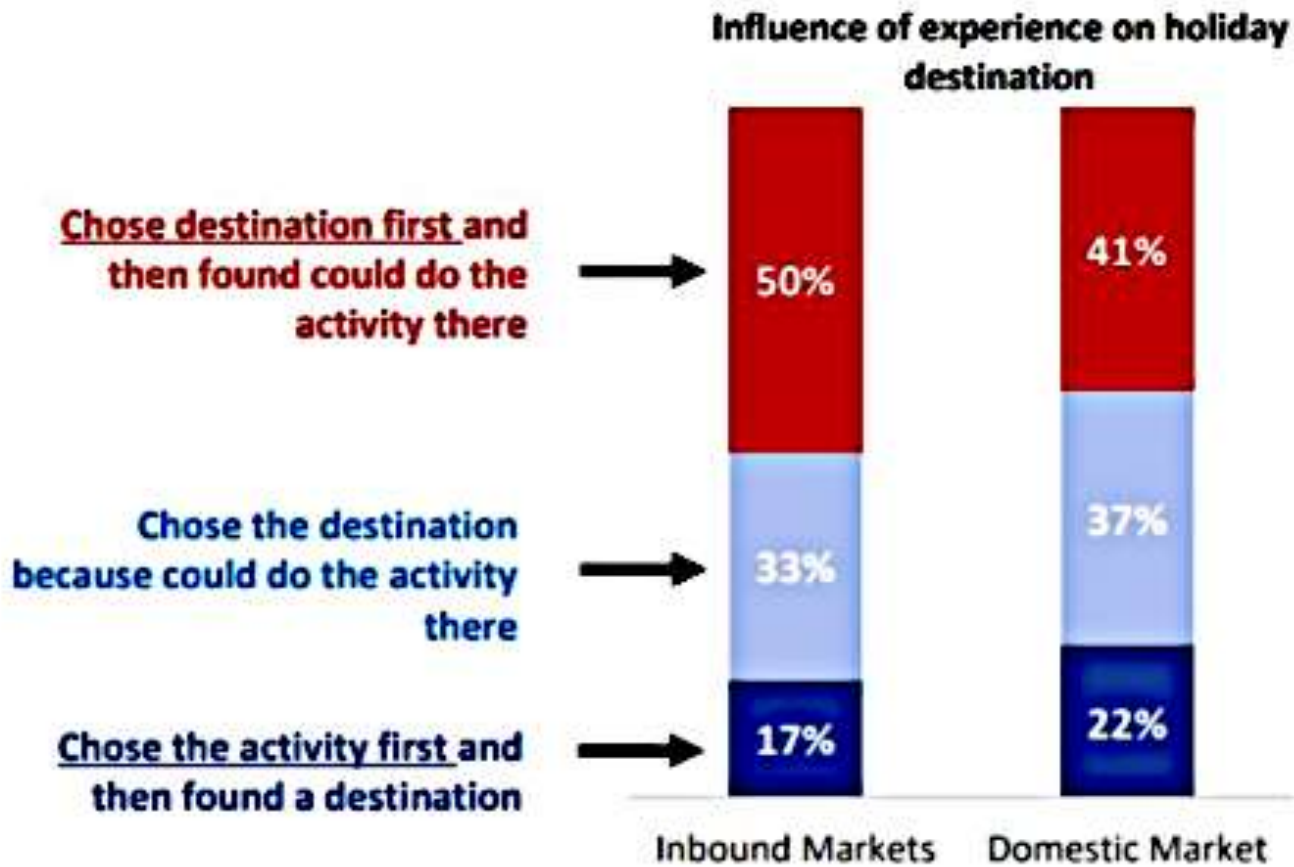 Influence of experience on holiday
destination
Chose destination first and
then found could do the
activity there
50%
41%
Chose the destination
because could do the activity
there
33%
37%
Chose the activity first and
then found a destination
17%
22%
Inbound Markets
Domestic Market